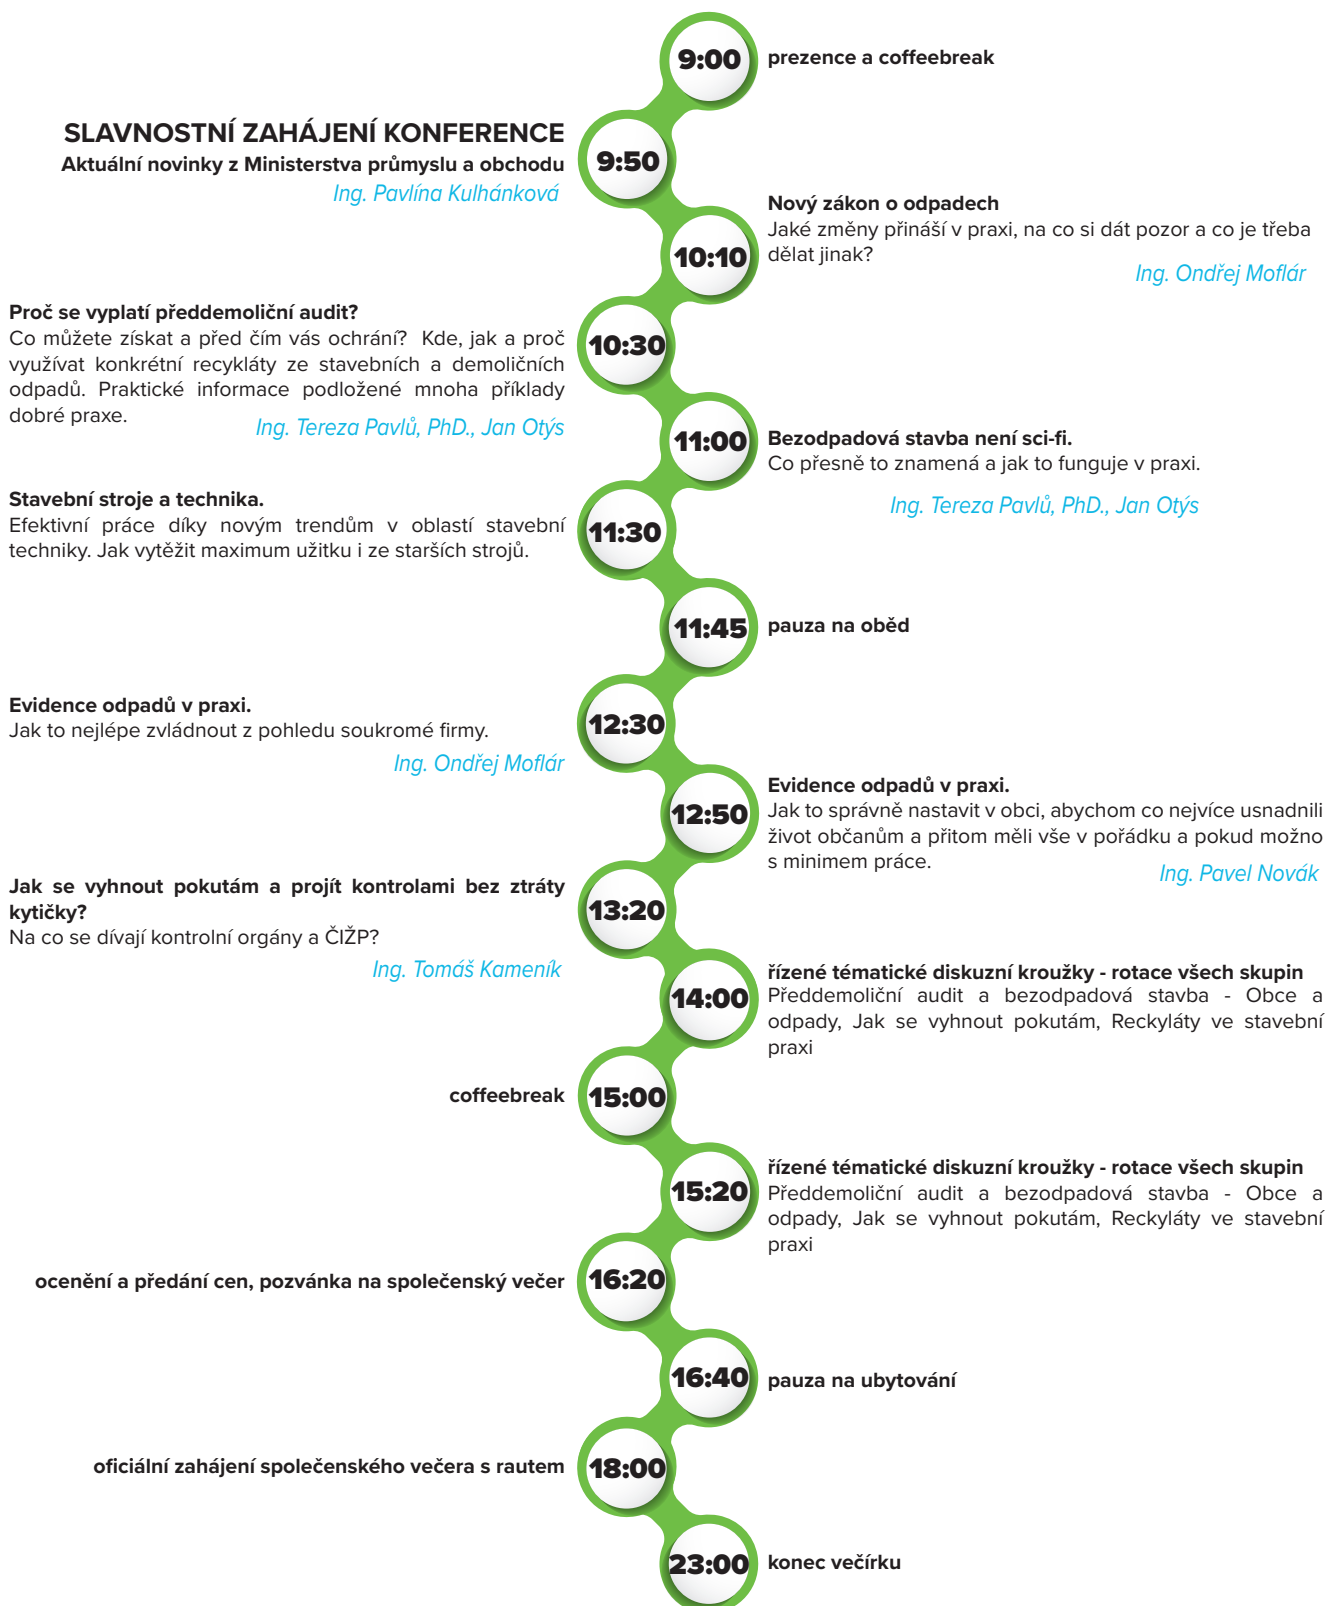 9:00
prezence a coffeebreak
SLAVNOSTNÍ ZAHÁJENÍ KONFERENCE
Aktuální novinky z Ministerstva průmyslu a obchodu
Ing. Pavlína Kulhánková
9:50
Nový zákon o odpadech
Jaké změny přináší v praxi, na co si dát pozor a co je třeba
dělat jinak?
Ing. Ondřej Moflár
10:10
Proč se vyplatí předdemoliční audit?
Co můžete získat a před čím vás ochrání? Kde, jak a proč
využívat konkrétní recykláty ze stavebních a demoličních
odpadů. Praktické informace podložené mnoha příklady
dobré praxe.
Ing. Tereza Pavlů, PhD., Jan Otýs
10:30
11:00
Bezodpadová stavba není sci-fi.
Co přesně to znamená a jak to funguje v praxi.
Ing. Tereza Pavlů, PhD., Jan Otýs
Stavební stroje a technika.
Efektivní práce díky novým trendům v oblastí stavební
techniky. Jak vytěžit maximum užitku i ze starších strojů.
11:30
11:45
pauza na oběd
Evidence odpadů v praxi.
Jak to nejlépe zvládnout z pohledu soukromé firmy.
Ing. Ondřej Moflár
12:30
Evidence odpadů v praxi.
Jak to správně nastavit v obci, abychom co nejvíce usnadnili
život občanům a přitom měli vše v pořádku a pokud možno
s minimem práce.
Ing. Pavel Novák
12:50
Jak se vyhnout pokutám a projít kontrolami bez ztráty
kytičky?
Na co se dívají kontrolní orgány a ČIŽP?
Ing. Tomáš Kameník
13:20
14:00
řízené tématické diskuzní kroužky - rotace všech skupin
Předdemoliční audit a bezodpadová stavba - Obce a
odpady, Jak se vyhnout pokutám, Reckyláty ve stavební
praxi
coffeebreak
15:00
15:20
řízené tématické diskuzní kroužky - rotace všech skupin
Předdemoliční audit a bezodpadová stavba - Obce a
odpady, Jak se vyhnout pokutám, Reckyláty ve stavební
praxi
ocenění a předání cen, pozvánka na společenský večer
16:20
16:40
pauza na ubytování
oficiální zahájení společenského večera s rautem
18:00
23:00
konec večírku